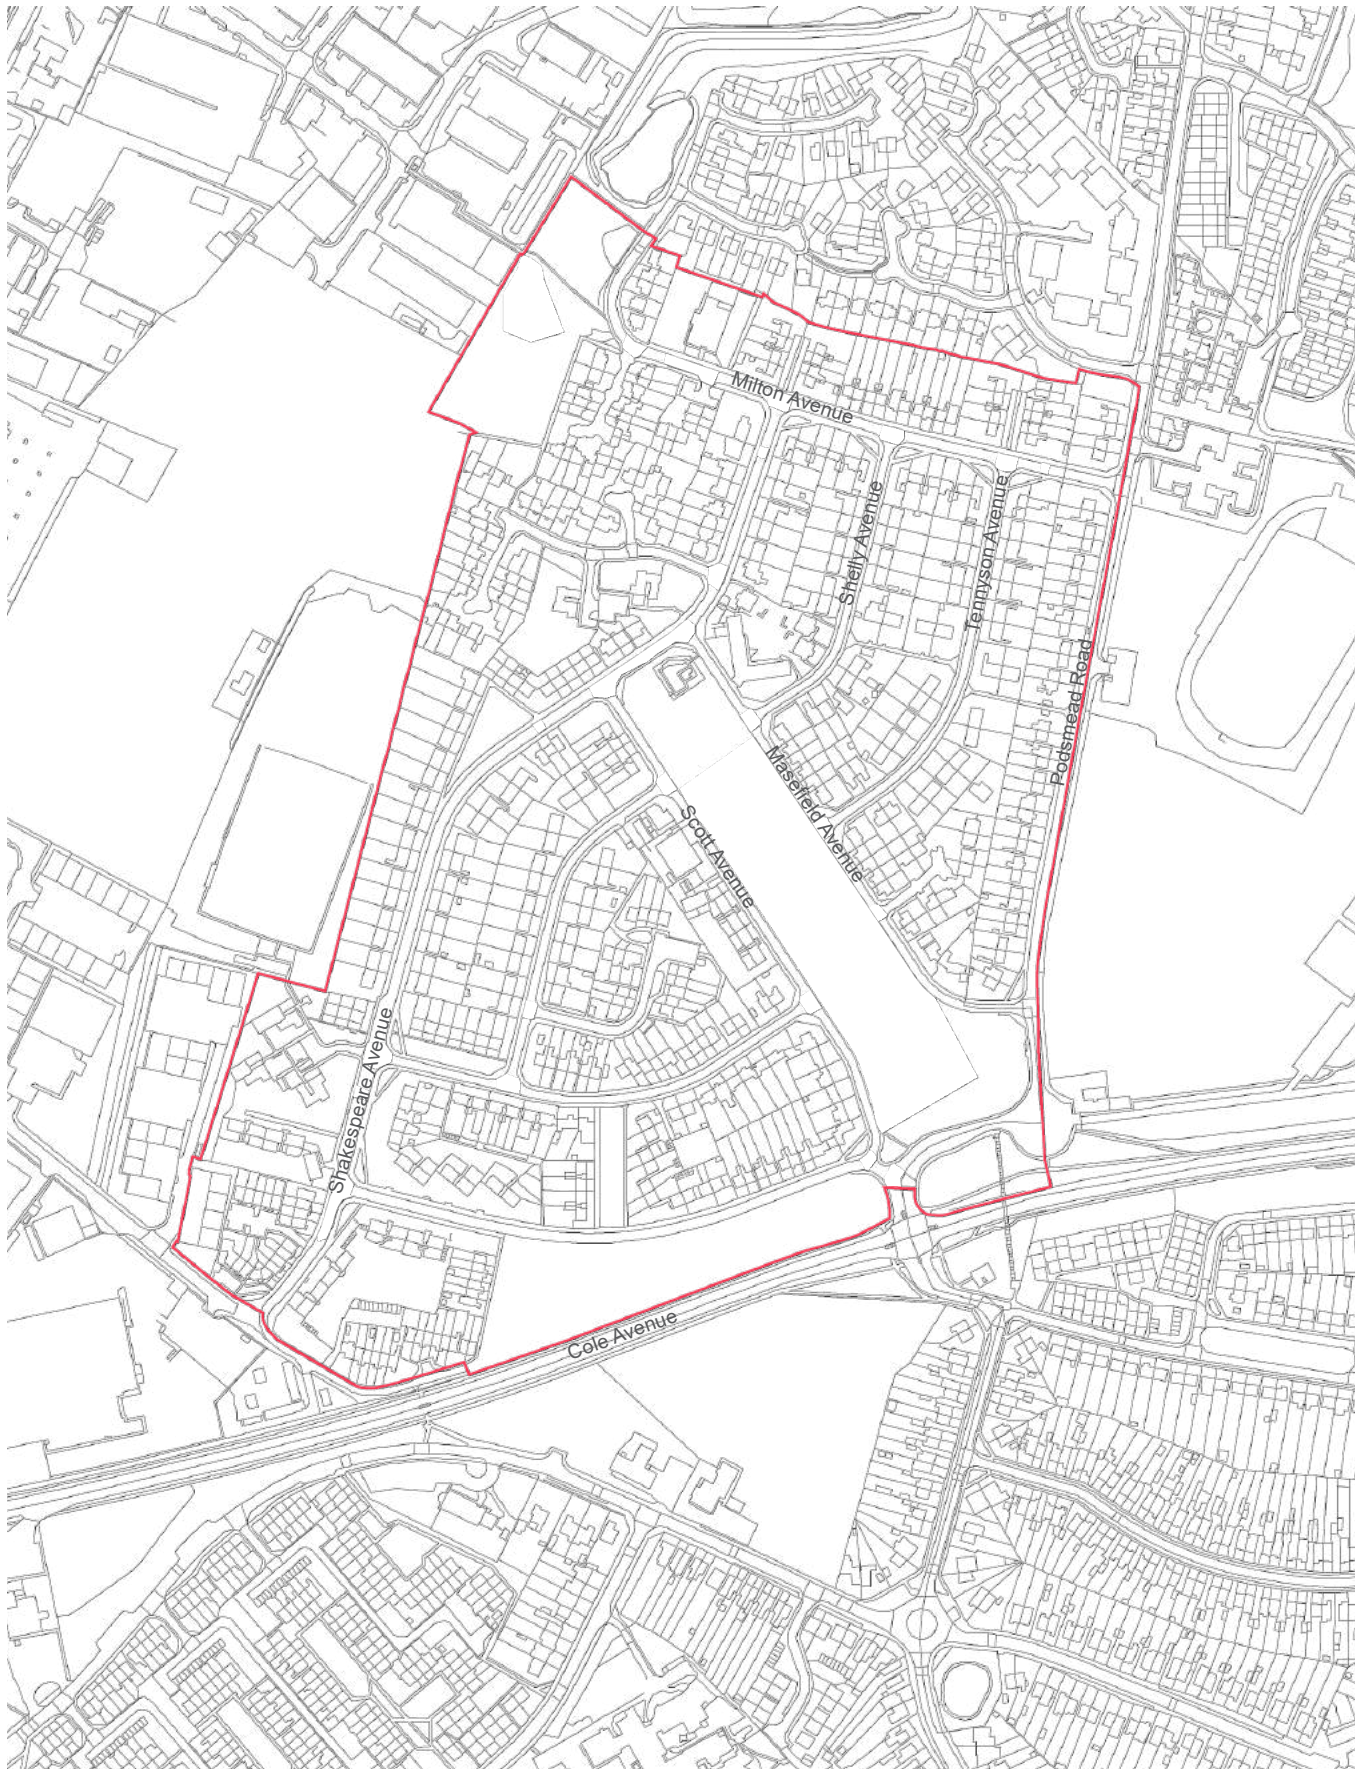 Milton Avenue
Shelly Avenue
Tennyson Avenue
Podsmead Road
Masefield Avenue
Scott Avenue
Shakespeare Avenue
Cole Avenue